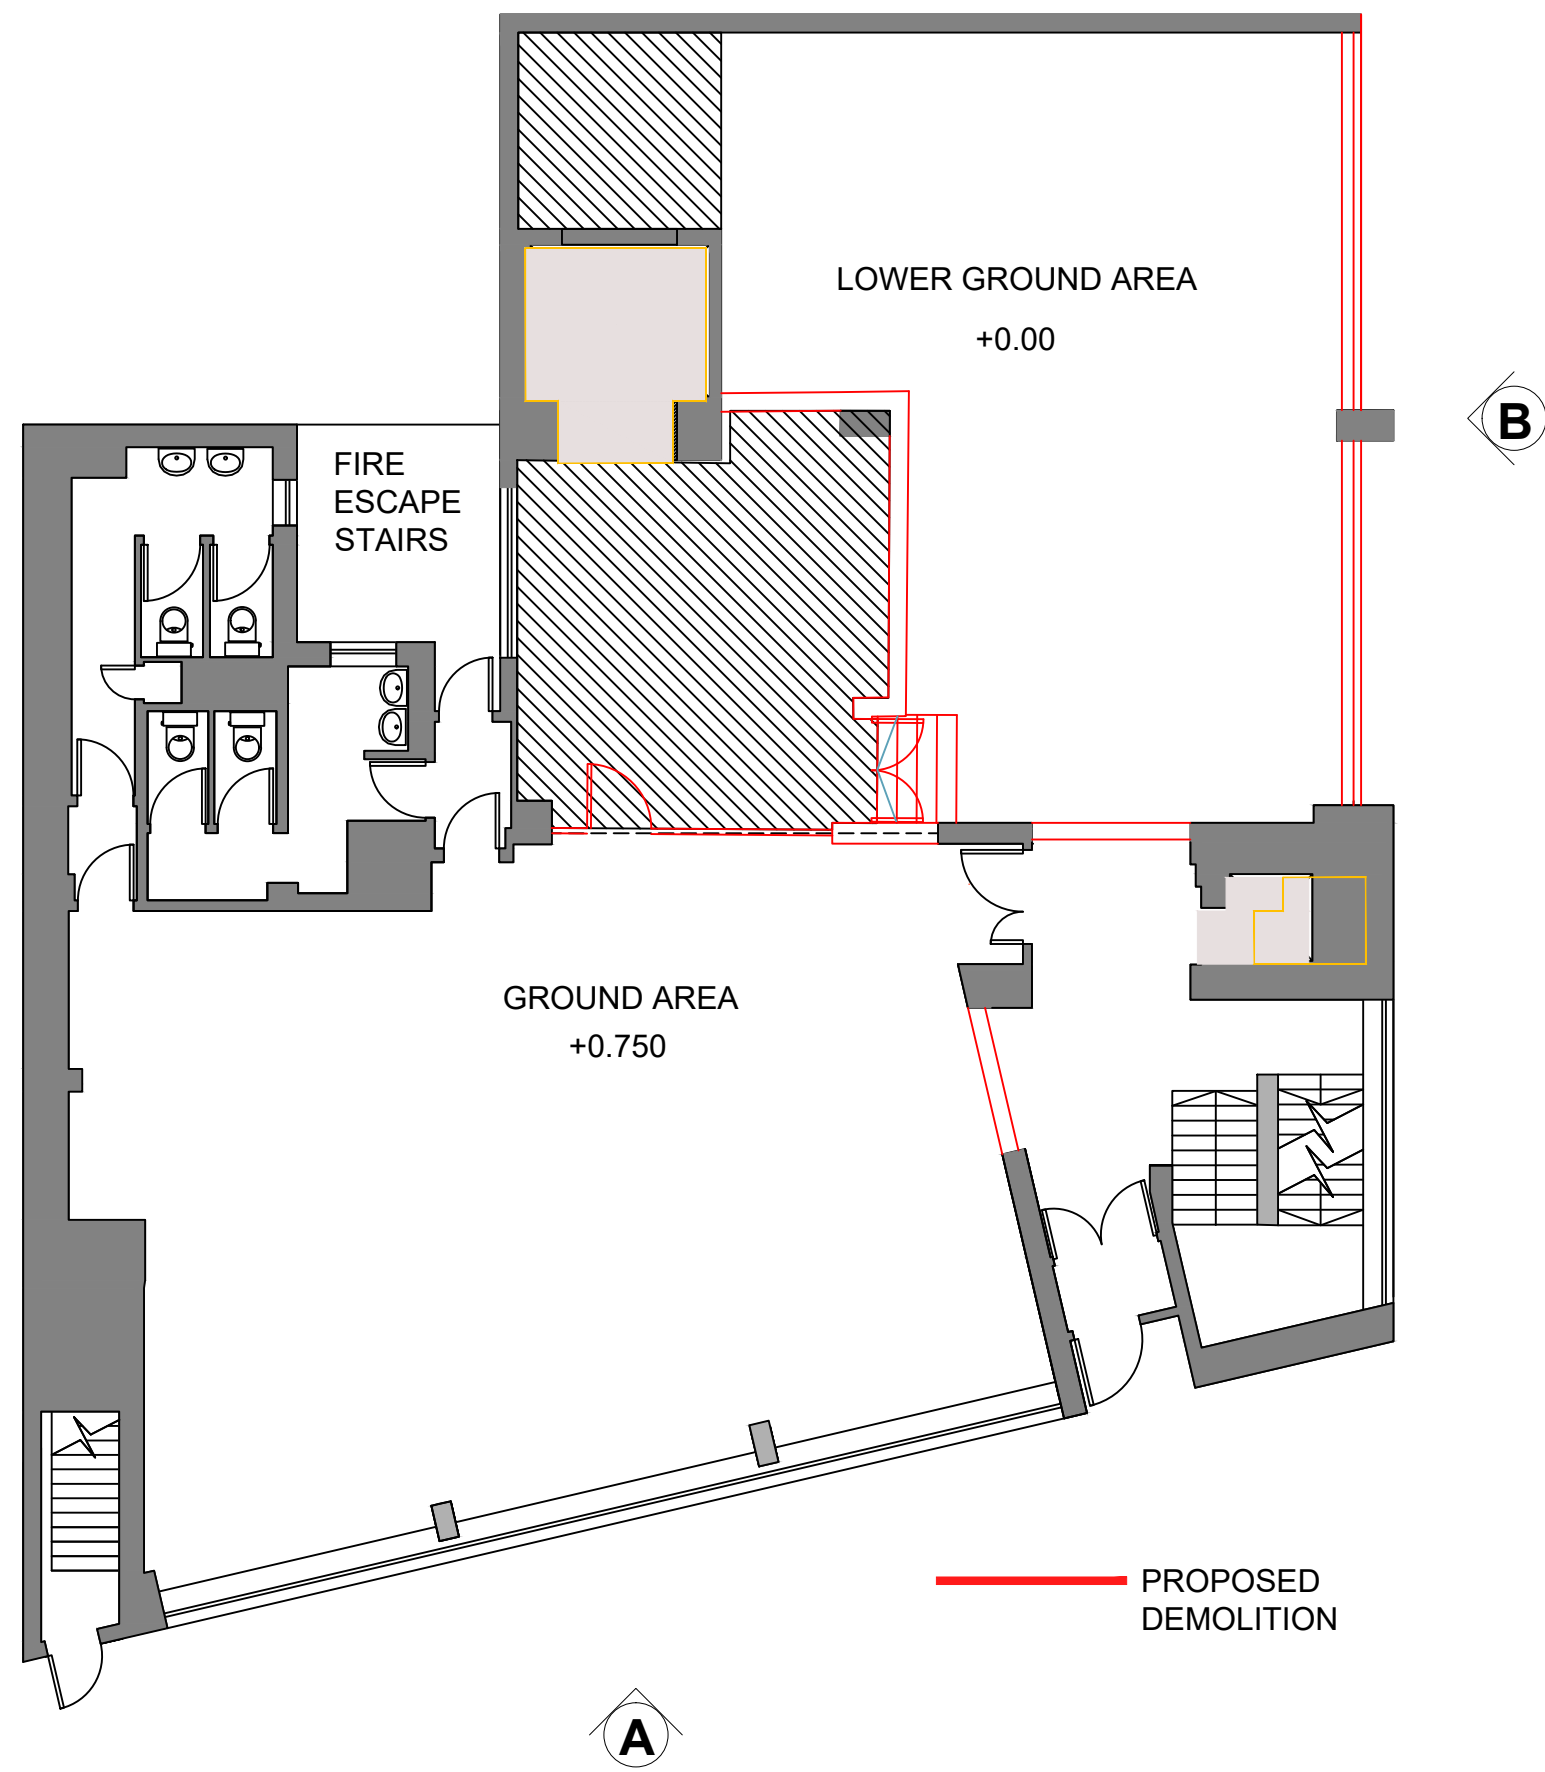 LOWER GROUND AREA
+0.00
B
FIRE
ESCAPE
STAIRS
GROUND AREA
+0.750
PROPOSED
DEMOLITION
A